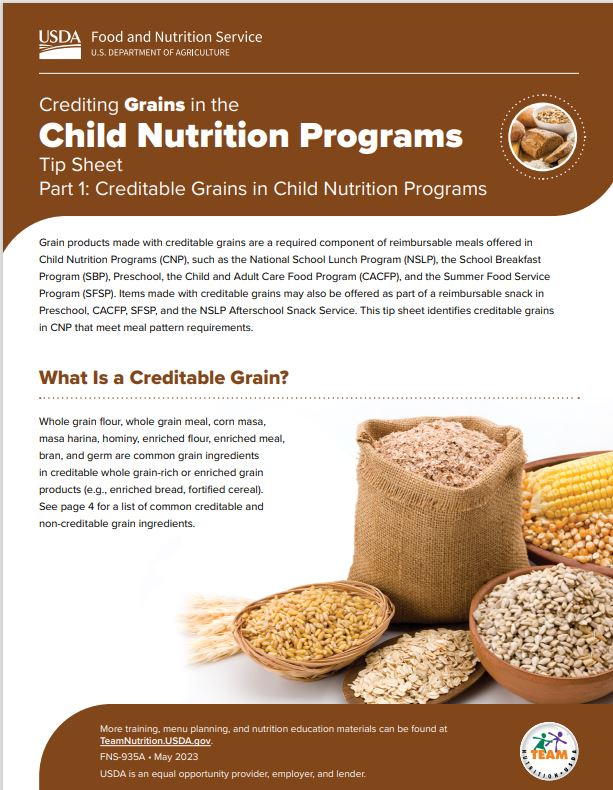 USDA Food and Nutrition Service
U.S. DEPARTMENT OF AGRICULTURE
Crediting Grains in the
Child Nutrition Programs
Tip Sheet
Part 1: Creditable Grains in Child Nutrition Programs
Grain products made with creditable grains are a required component of reimbursable meals offered in
Child Nutrition Programs (CNP), such as the National School Lunch Program (NSLP), the School Breakfast
Program (SBP), Preschool, the Child and Adult Care Food Program (CACFP), and the Summer Food Service
Program (SFSP). Items made with creditable grains may also be offered as part of a reimbursable snack in
Preschool, CACFP, SFSP, and the NSLP Afterschool Snack Service. This tip sheet identifies creditable grains
in CNP that meet meal pattern requirements.
What Is a Creditable Grain?
Whole grain flour, whole grain meal, corn masa,
masa harina, hominy, enriched flour, enriched meal,
bran, and germ are common grain ingredients
in creditable whole grain-rich or enriched grain
products (e.g., enriched bread, fortified cereal).
See page 4 for a list of common creditable and
non-creditable grain ingredients.
More training, menu planning, and nutrition education materials can be found at
TeamNutrition.USDA.gov.
FNS-935A • May 2023
USDA is an equal opportunity provider, employer, and lender.
TEAM
NUTRITION • USDA